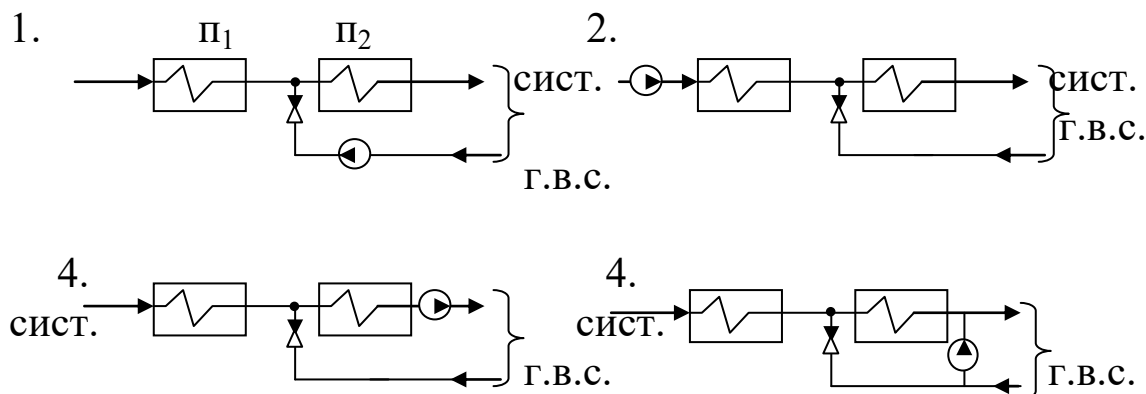 1. п₁ п₂ 2.
сист. сист.
г.в.с.
г.в.с.
4. 4.
сист. сист.
г.в.с. г.в.с.